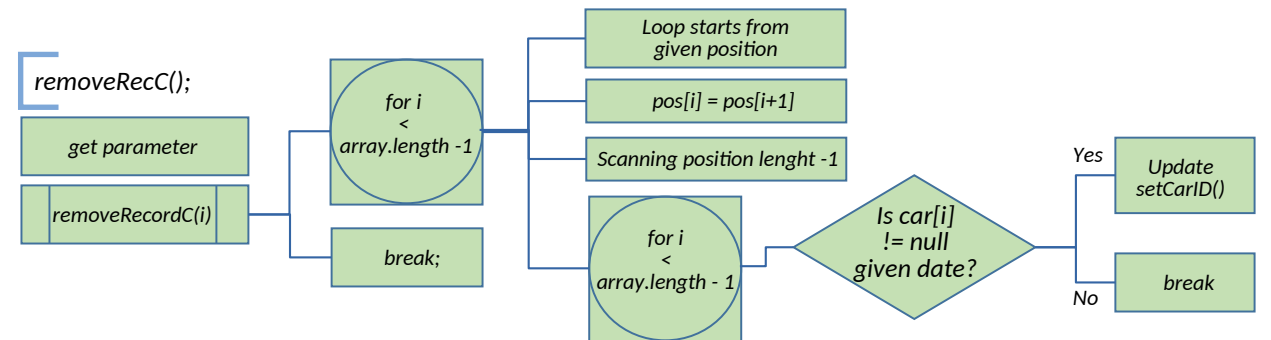 removeRecC();
get parameter
removeRecordC(i)
for i
<
array.length -1
break;
Loop starts from
given position
pos[i] = pos[i+1]
Scanning position lenght -1
for i
<
array.length - 1
Is car[i]
!= null
given date?
Yes
Update
setCarID()
No
break